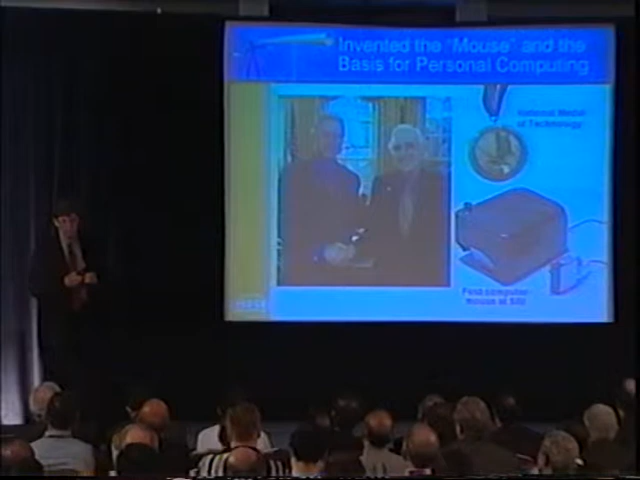 Invented the "Mouse" and the
Basis for Personal Computing
National Medal
of Technology
First computer
mouse at SRI